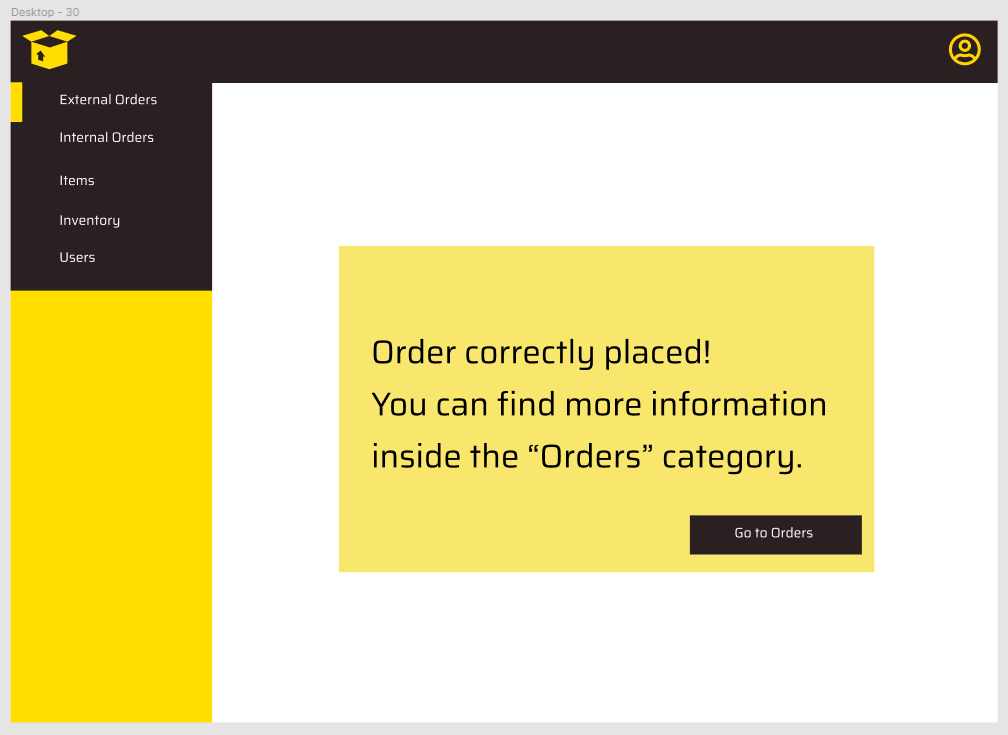 Desktop - 30
External Orders
Internal Orders
Items
Inventory
Users
Order correctly placed!
You can find more information
inside the “Orders” category.
Go to Orders